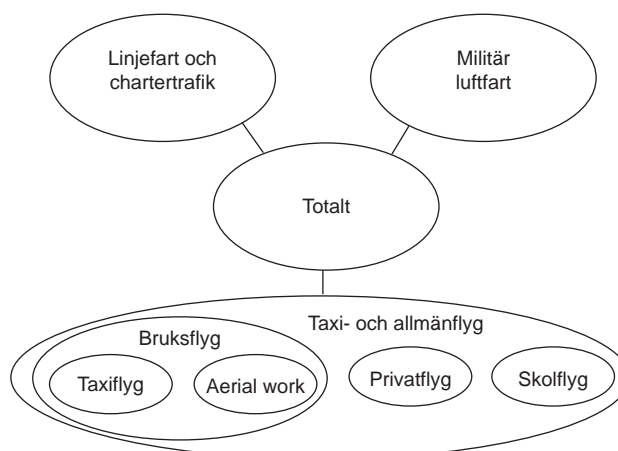 Linjefart och
chartertrafik
Militär
luftfart
Totalt
Taxi- och allmänflyg
Bruksflyg
Taxiflyg
Aerial work
Privatflyg
Skolflyg